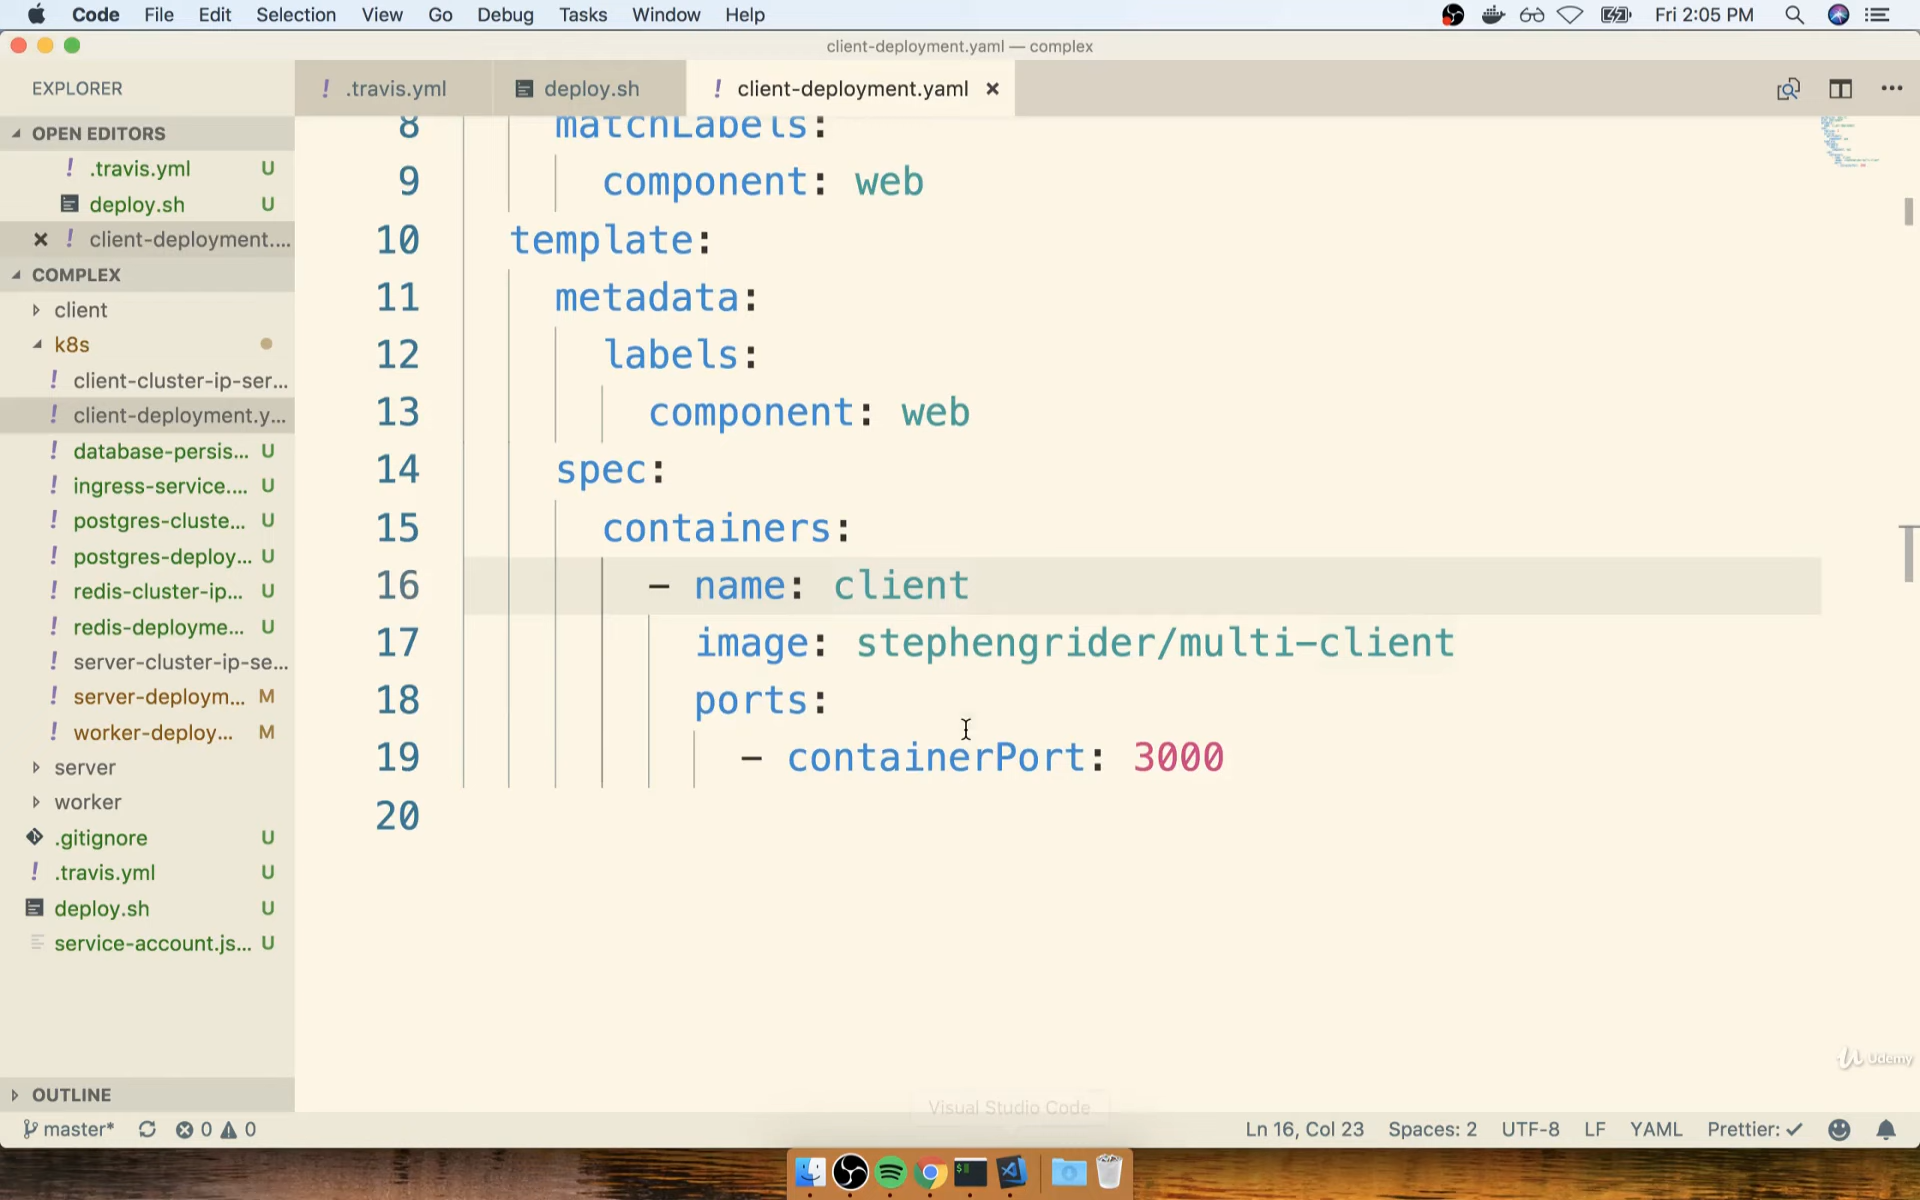 Code File Edit Selection View Go Debug Tasks Window Help Fri 2:05 PM
client-deployment.yaml — complex
EXPLORER
! .travis.yml deploy.sh ! client-deployment.yaml ×
OPEN EDITORS
! .travis.yml U
deploy.sh U
× ! client-deployment....
COMPLEX
client
k8s
! client-cluster-ip-ser...
! client-deployment.y...
! database-persis... U
! ingress-service.... U
! postgres-cluste... U
! postgres-deploy... U
! redis-cluster-ip... U
! redis-deployme... U
! server-cluster-ip-se...
! server-deploym... M
! worker-deploy... M
server
worker
.gitignore U
! .travis.yml U
deploy.sh U
service-account.js... U
OUTLINE
8 matchLabels:
9 component: web
10 template:
11 metadata:
12 labels:
13 component: web
14 spec:
15 containers:
16 - name: client
17 image: stephengrider/multi-client
18 ports:
19 - containerPort: 3000
20
Udemy
Visual Studio Code
master* 0 0 Ln 16, Col 23 Spaces: 2 UTF-8 LF YAML Prettier: ✓